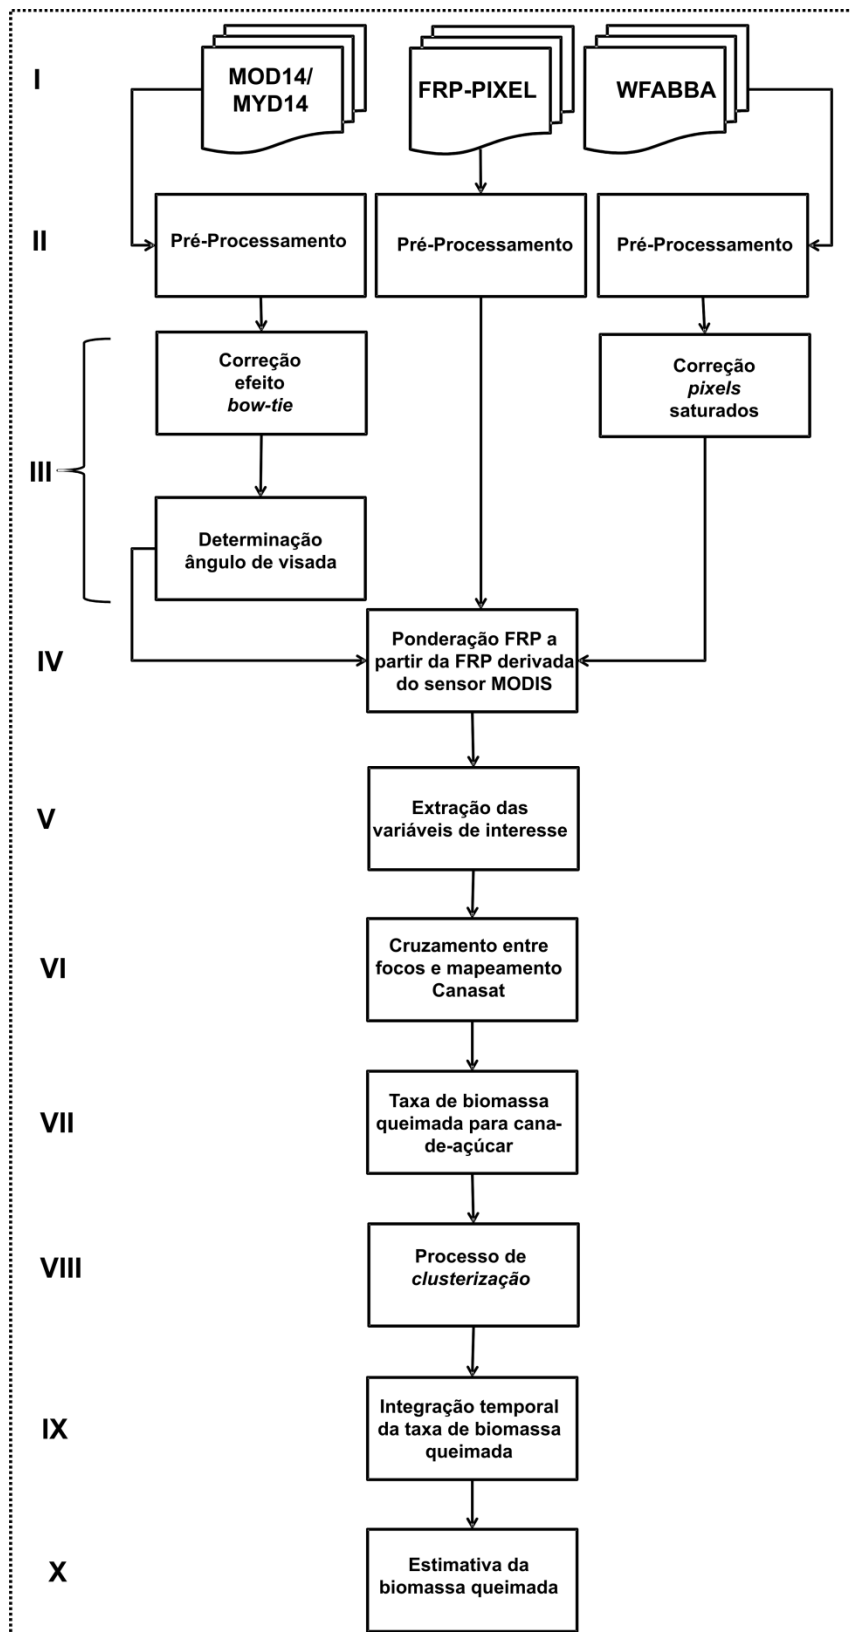 I
MOD14/
MYD14
FRP-PIXEL
WFABBA
II
Pré-Processamento
Pré-Processamento
Pré-Processamento
III
Correção
efeito
bow-tie
Correção
pixels
saturados
Determinação
ângulo de visada
IV
Ponderação FRP a
partir da FRP derivada
do sensor MODIS
V
Extração das
variáveis de interesse
VI
Cruzamento entre
focos e mapeamento
Canasat
VII
Taxa de biomassa
queimada para cana-
de-açúcar
VIII
Processo de
clusterização
IX
Integração temporal
da taxa de biomassa
queimada
X
Estimativa da
biomassa queimada